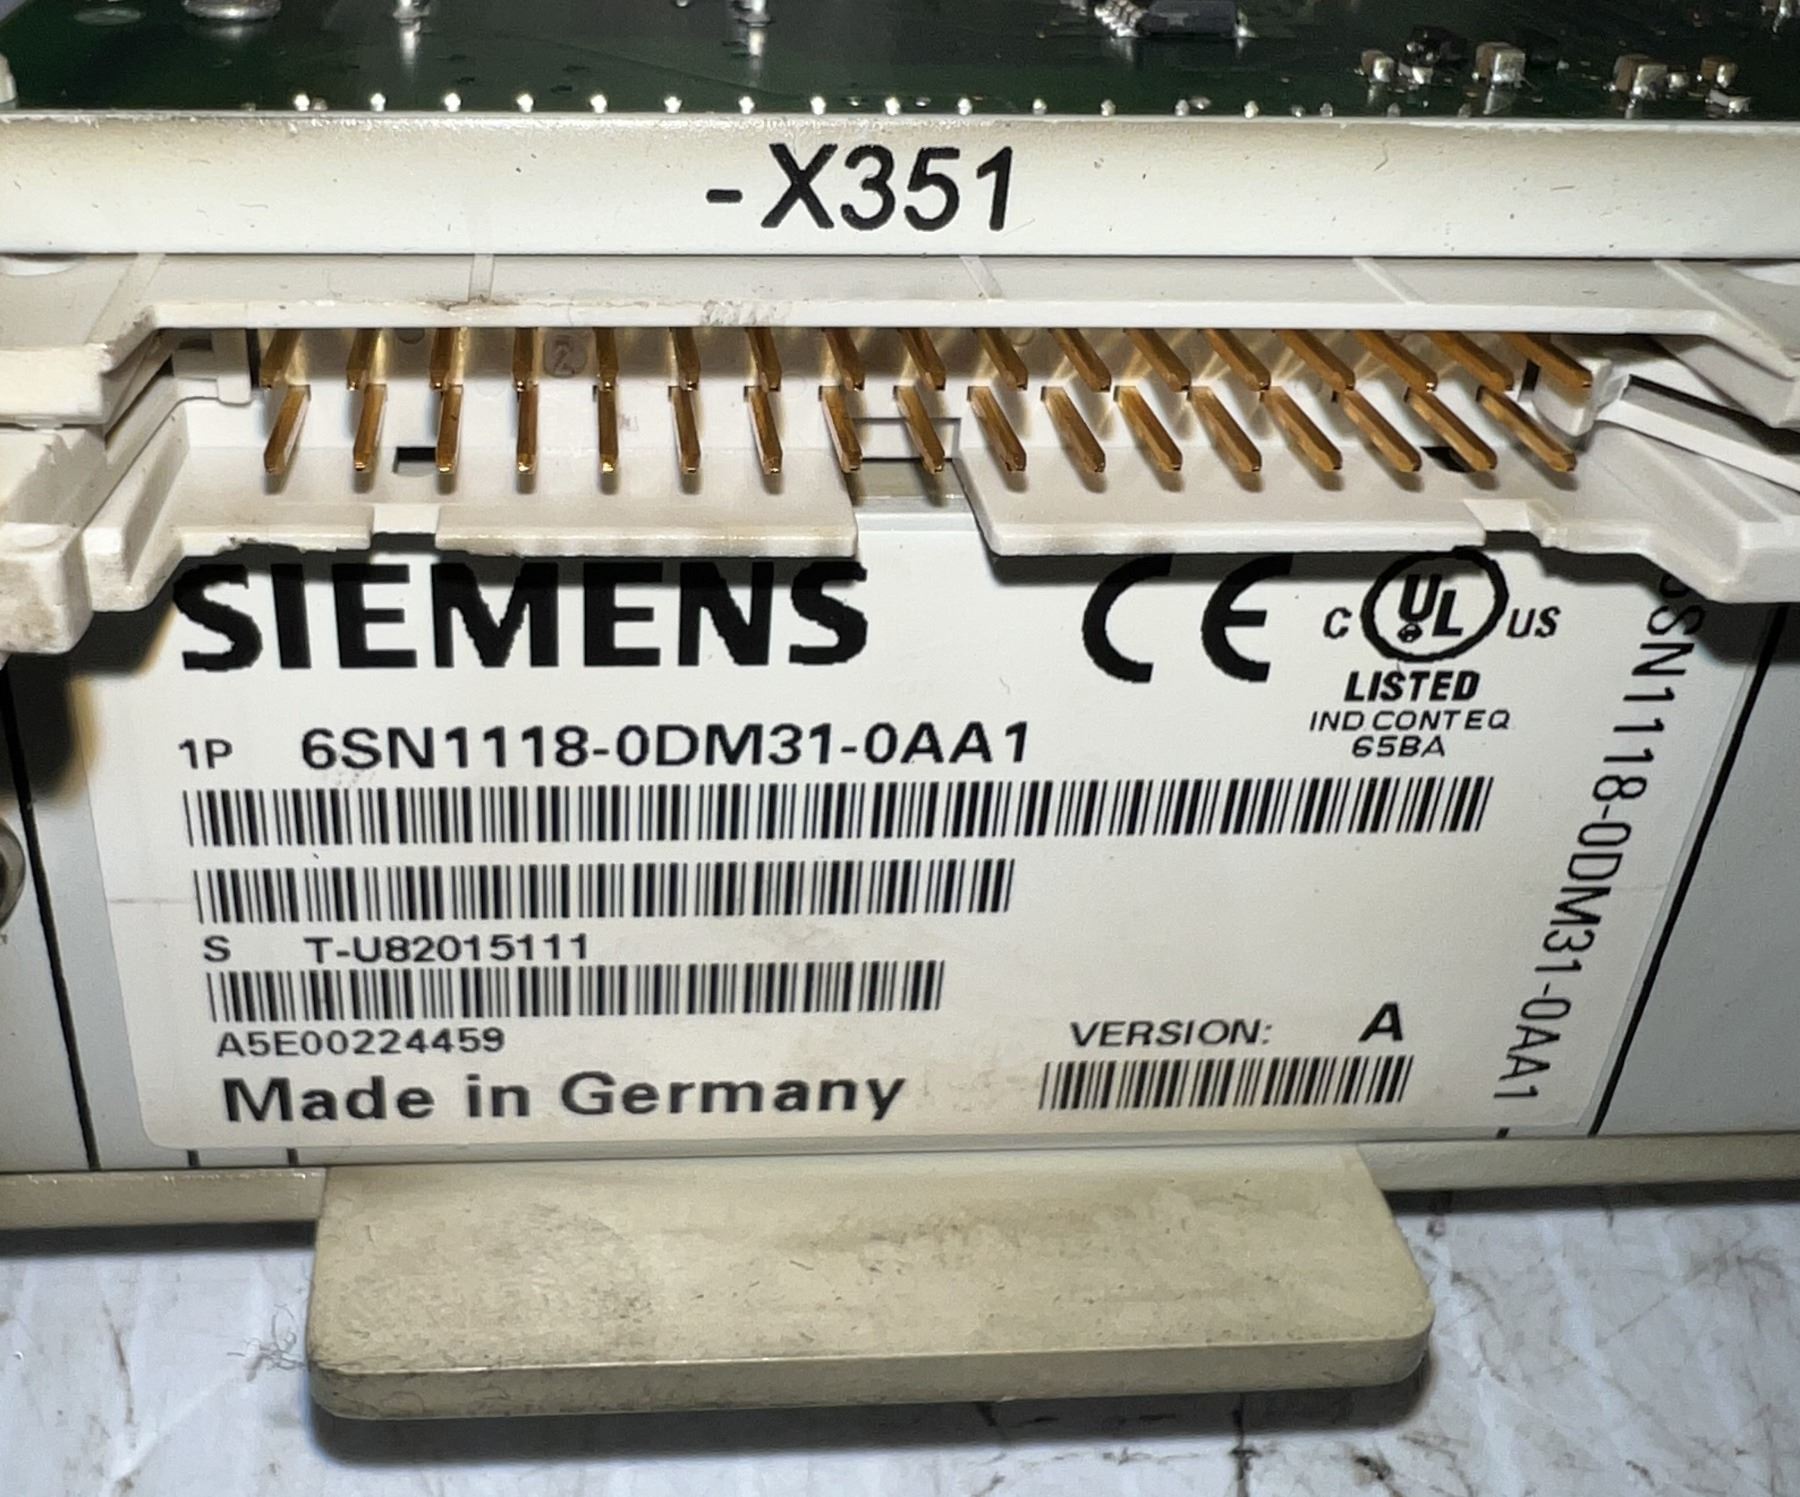 -X351
SIEMENS
CE
C UL US
LISTED
IND CONT EQ
65BA
1P 6SN1118-0DM31-0AA1
S T-U82015111
A5E00224459
VERSION: A
Made in Germany
6SN1118-0DM31-0AA1